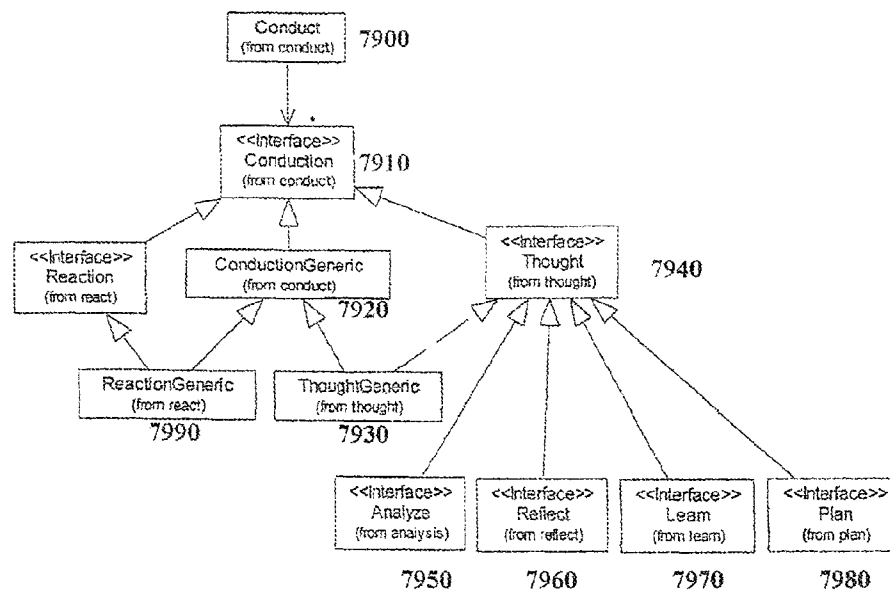 Conduct
(from conduct)
7900
<<Interface>>
Conduction
(from conduct)
7910
<<Interface>>
Reaction
(from react)
ConductionGeneric
(from conduct)
7920
<<Interface>>
Thought
(from thought)
7940
ReactionGeneric
(from react)
7990
ThoughtGeneric
(from thought)
7930
<<Interface>>
Analyze
(from analysis)
7950
<<Interface>>
Reflect
(from reflect)
7960
<<Interface>>
Learn
(from learn)
7970
<<Interface>>
Plan
(from plan)
7980